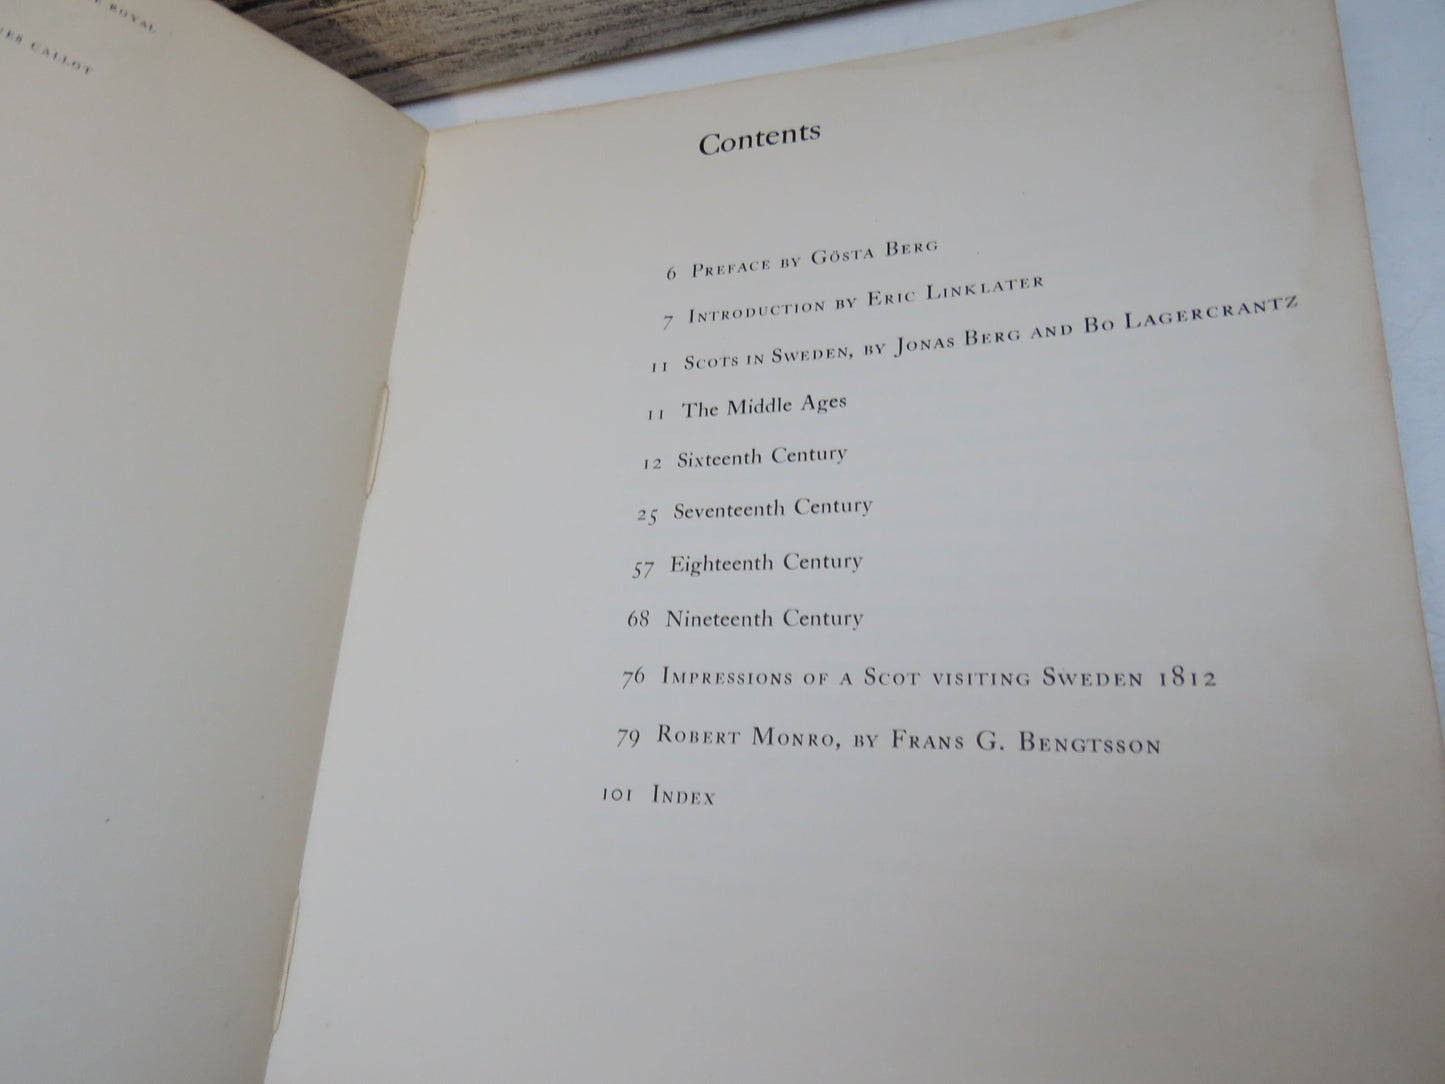 ROYAL
CALLOT
Contents
6 PREFACE BY GÖSTA BERG
7 INTRODUCTION BY ERIC LINKLATER
11 SCOTS IN SWEDEN, BY JONAS BERG AND BO LAGERCRANTZ
11 The Middle Ages
12 Sixteenth Century
25 Seventeenth Century
57 Eighteenth Century
68 Nineteenth Century
76 IMPRESSIONS OF A SCOT VISITING SWEDEN 1812
79 ROBERT MONRO, BY FRANS G. BENGTSSON
101 INDEX